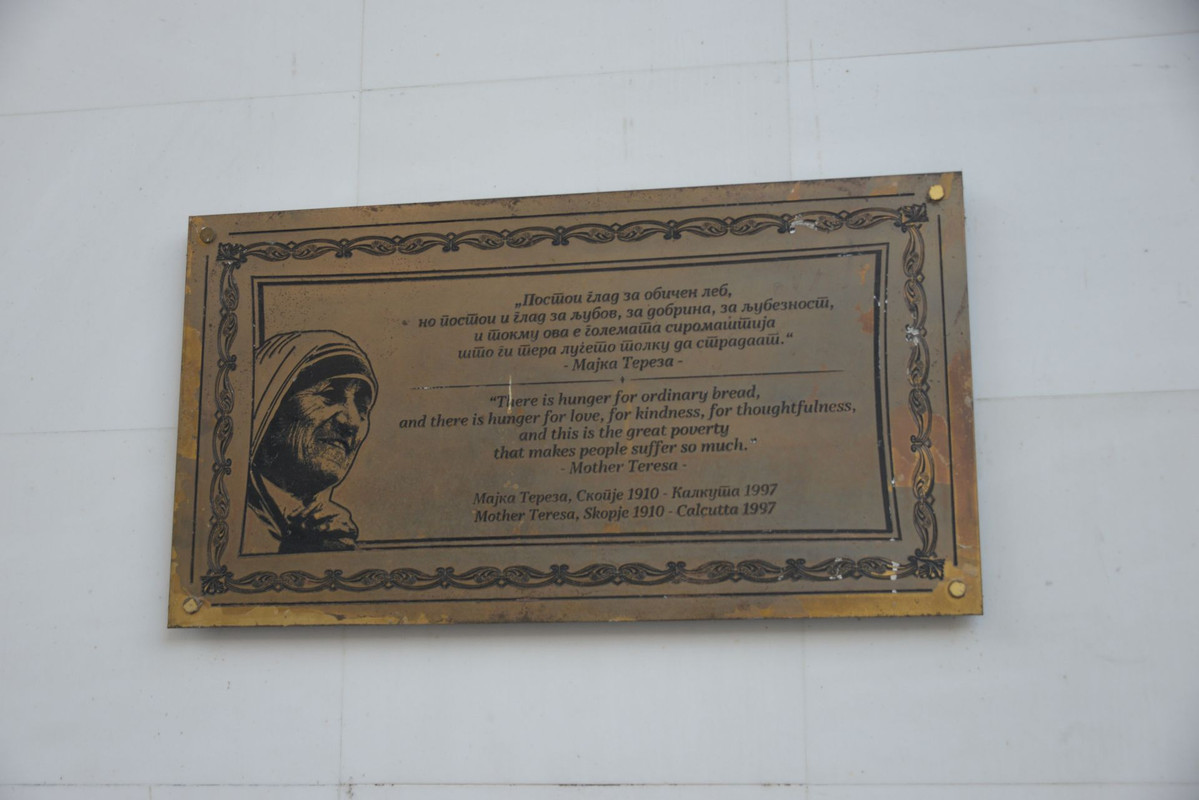 „Постои глад за обичен леб,
но постои и глад за љубов, за добрина, за љубезност,
и токму ова е големата сиромаштија
што ги тера луѓето толку да страдаат.“
- Мајка Тереза -
“There is hunger for ordinary bread,
and there is hunger for love, for kindness, for thoughtfulness,
and this is the great poverty
that makes people suffer so much.”
- Mother Teresa -
Мајка Тереза, Скопје 1910 - Калкута 1997
Mother Teresa, Skopje 1910 - Calcutta 1997